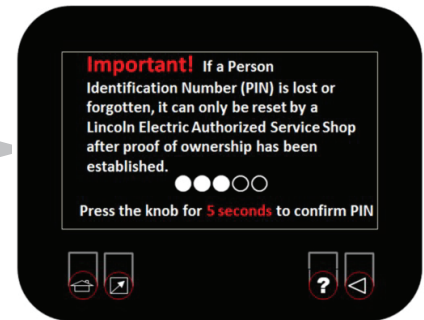 Important! If a Person
Identification Number (PIN) is lost or
forgotten, it can only be reset by a
Lincoln Electric Authorized Service Shop
after proof of ownership has been
established.
Press the knob for 5 seconds to confirm PIN
?